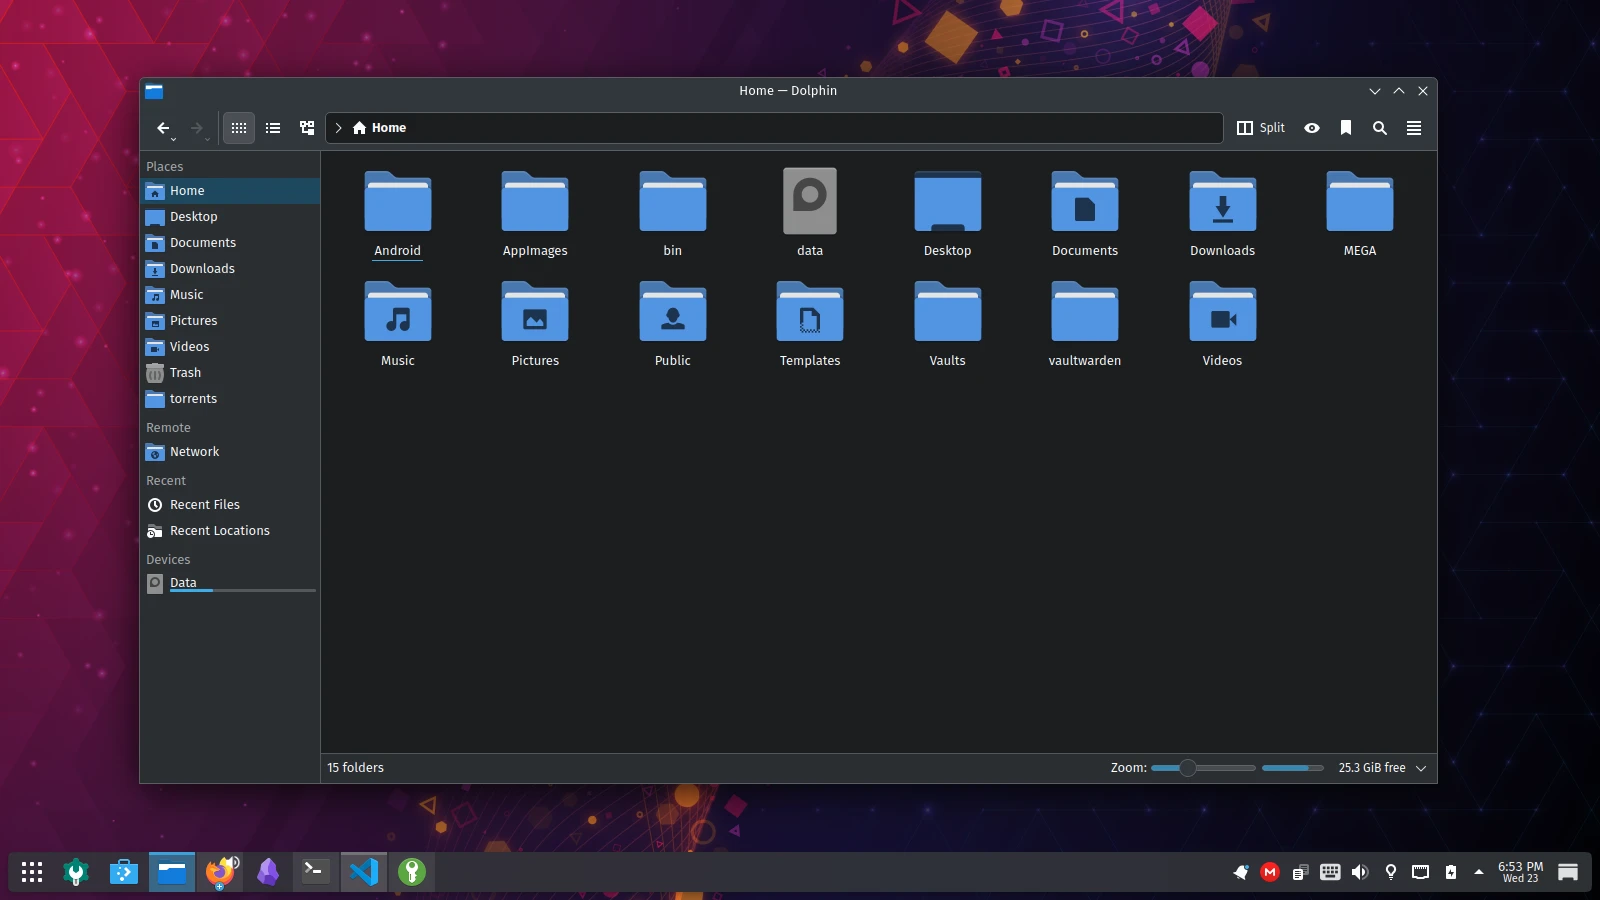 Home — Dolphin
Home
Split
Places
Home
Desktop
Documents
Downloads
Music
Pictures
Videos
Trash
torrents
Remote
Network
Recent
Recent Files
Recent Locations
Devices
Data
Android
AppImages
bin
data
Desktop
Documents
Downloads
MEGA
Music
Pictures
Public
Templates
Vaults
vaultwarden
Videos
15 folders
Zoom:
25.3 GiB free
M
6:53 PM
Wed 23